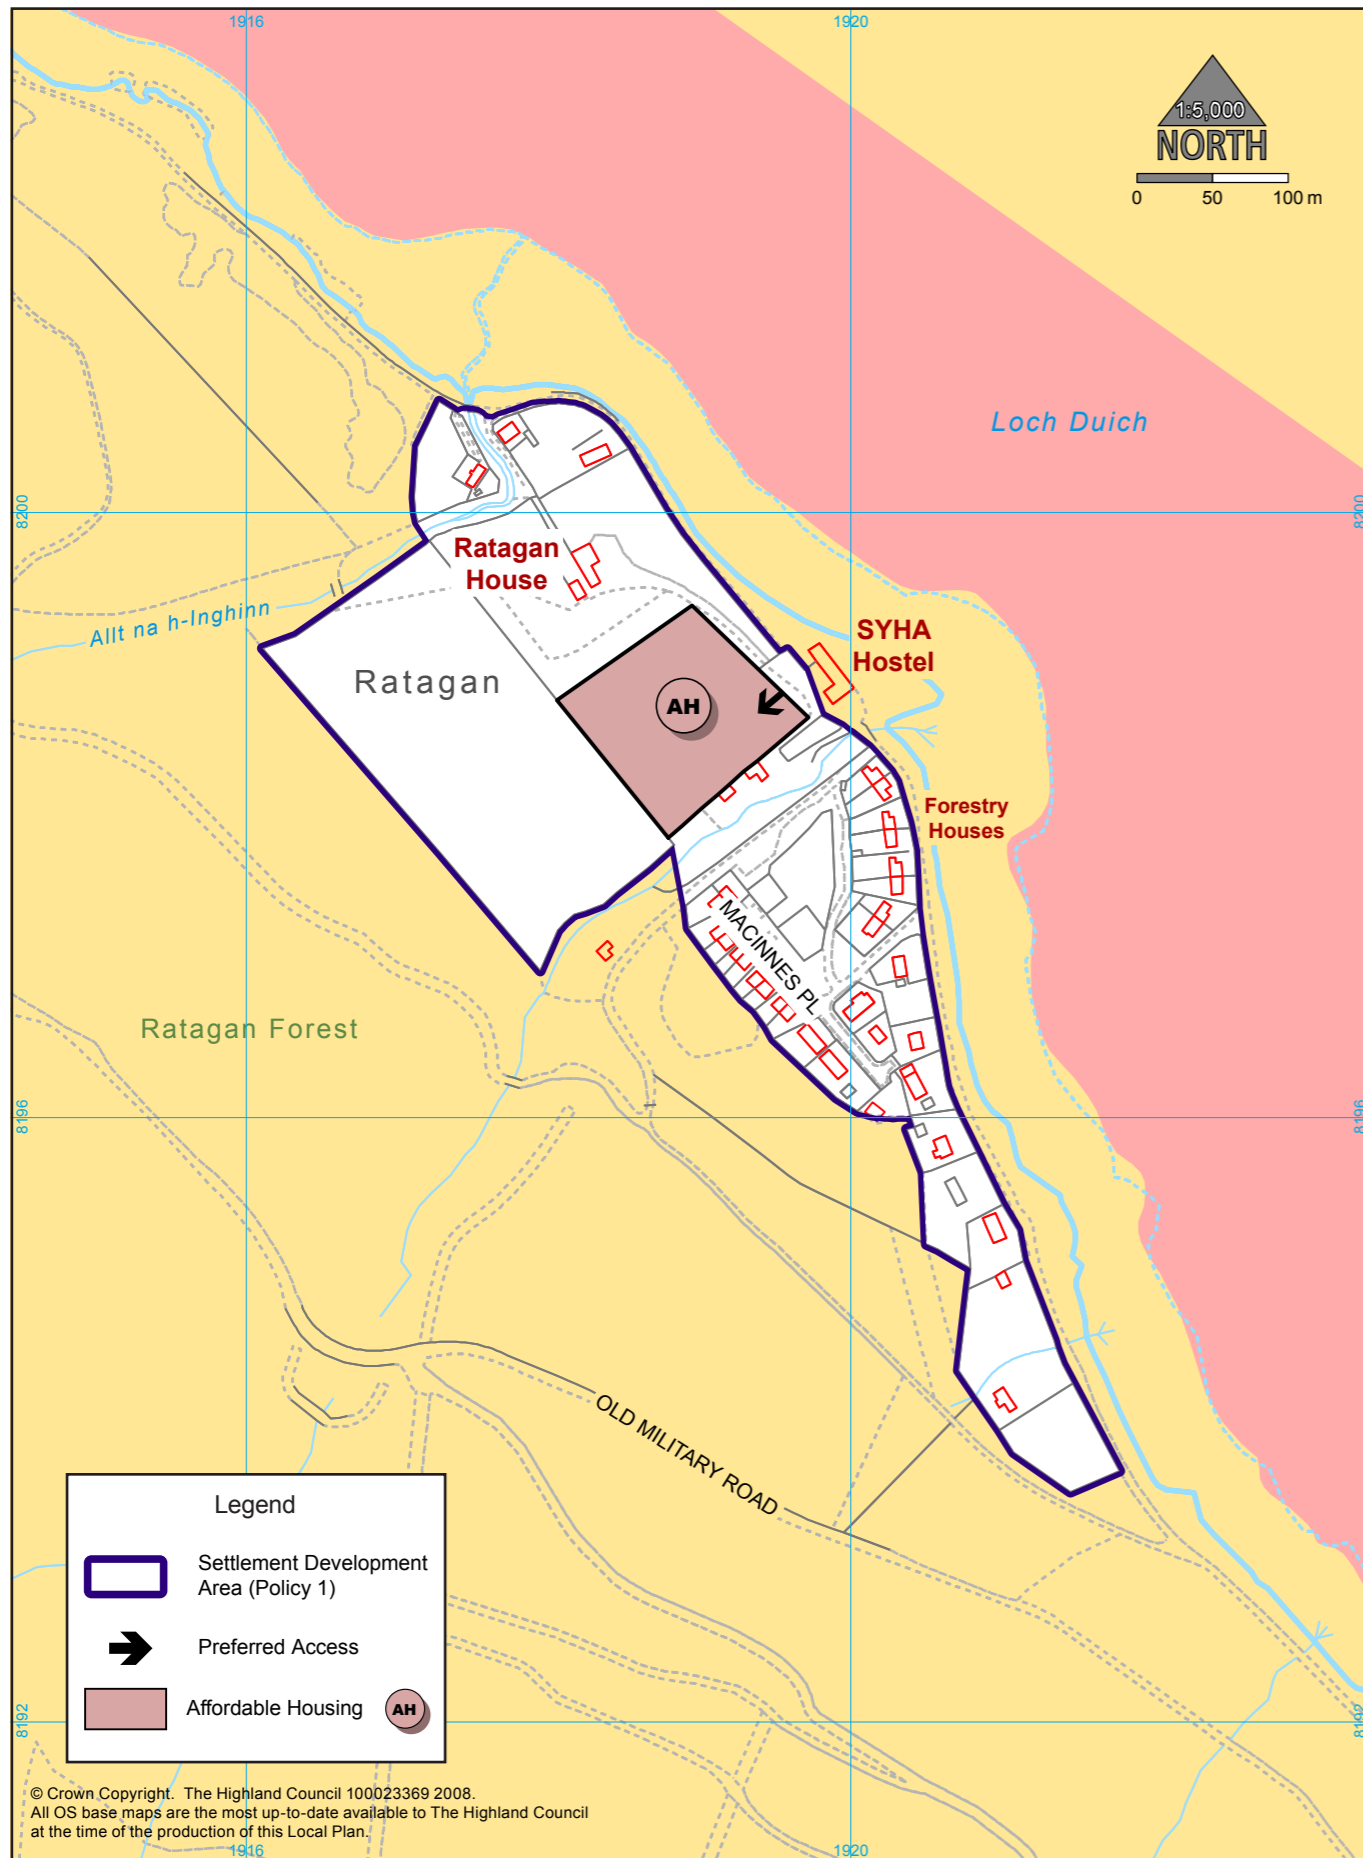 1916
1920
1:5,000
NORTH
0 50 100 m
Loch Duich
8200
8200
Ratagan
House
Allt na h-Inghinn
SYHA
Hostel
Ratagan
AH
Forestry
Houses
MACINNES PL
Ratagan Forest
8196
8196
OLD MILITARY ROAD
Legend
Settlement Development
Area (Policy 1)
Preferred Access
Affordable Housing AH
8192
8192
© Crown Copyright. The Highland Council 100023369 2008.
All OS base maps are the most up-to-date available to The Highland Council
at the time of the production of this Local Plan.
1916
1920